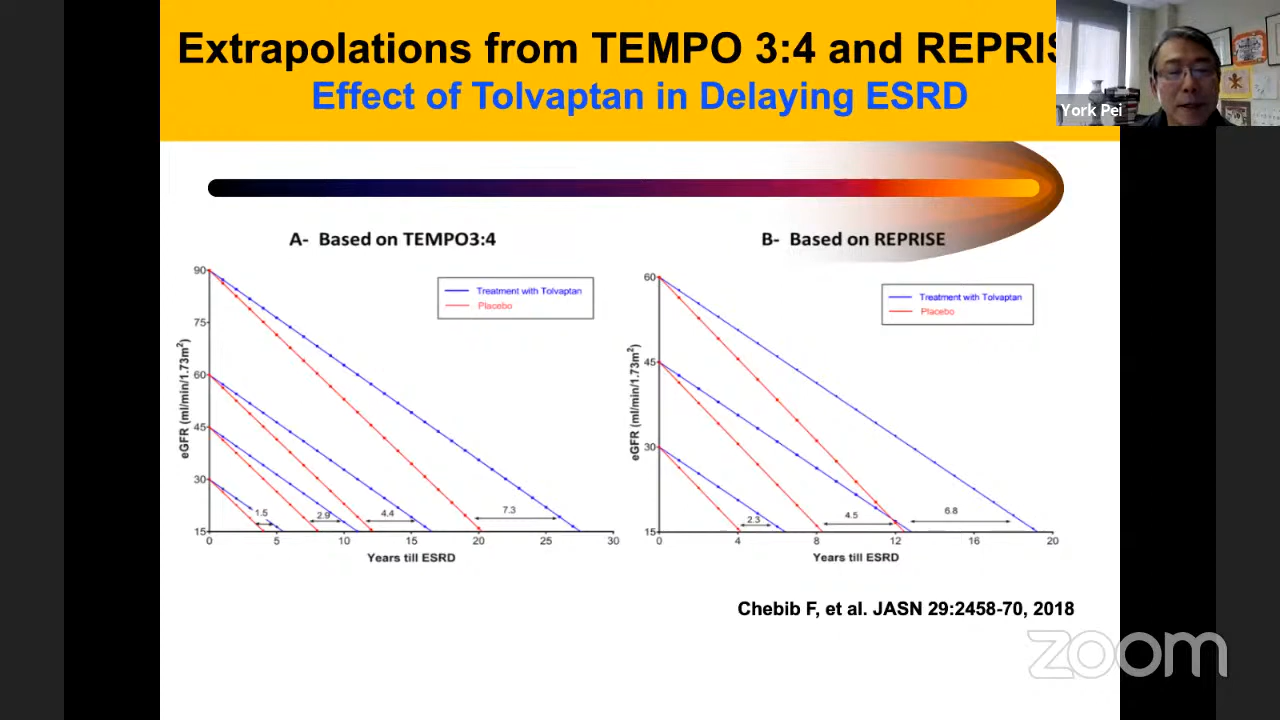 Extrapolations from TEMPO 3:4 and REPRIS
Effect of Tolvaptan in Delaying ESRD
York Pei
A- Based on TEMPO3:4
Treatment with Tolvaptan
Placebo
eGFR (ml/min/1.73m²)
90
75
60
45
30
15
1.5
2.9
4.4
7.3
0 5 10 15 20 25 30
Years till ESRD
B- Based on REPRISE
Treatment with Tolvaptan
Placebo
eGFR (ml/min/1.73m²)
60
45
30
15
2.3
4.5
6.8
0 4 8 12 16 20
Years till ESRD
Chebib F, et al. JASN 29:2458-70, 2018
zoom